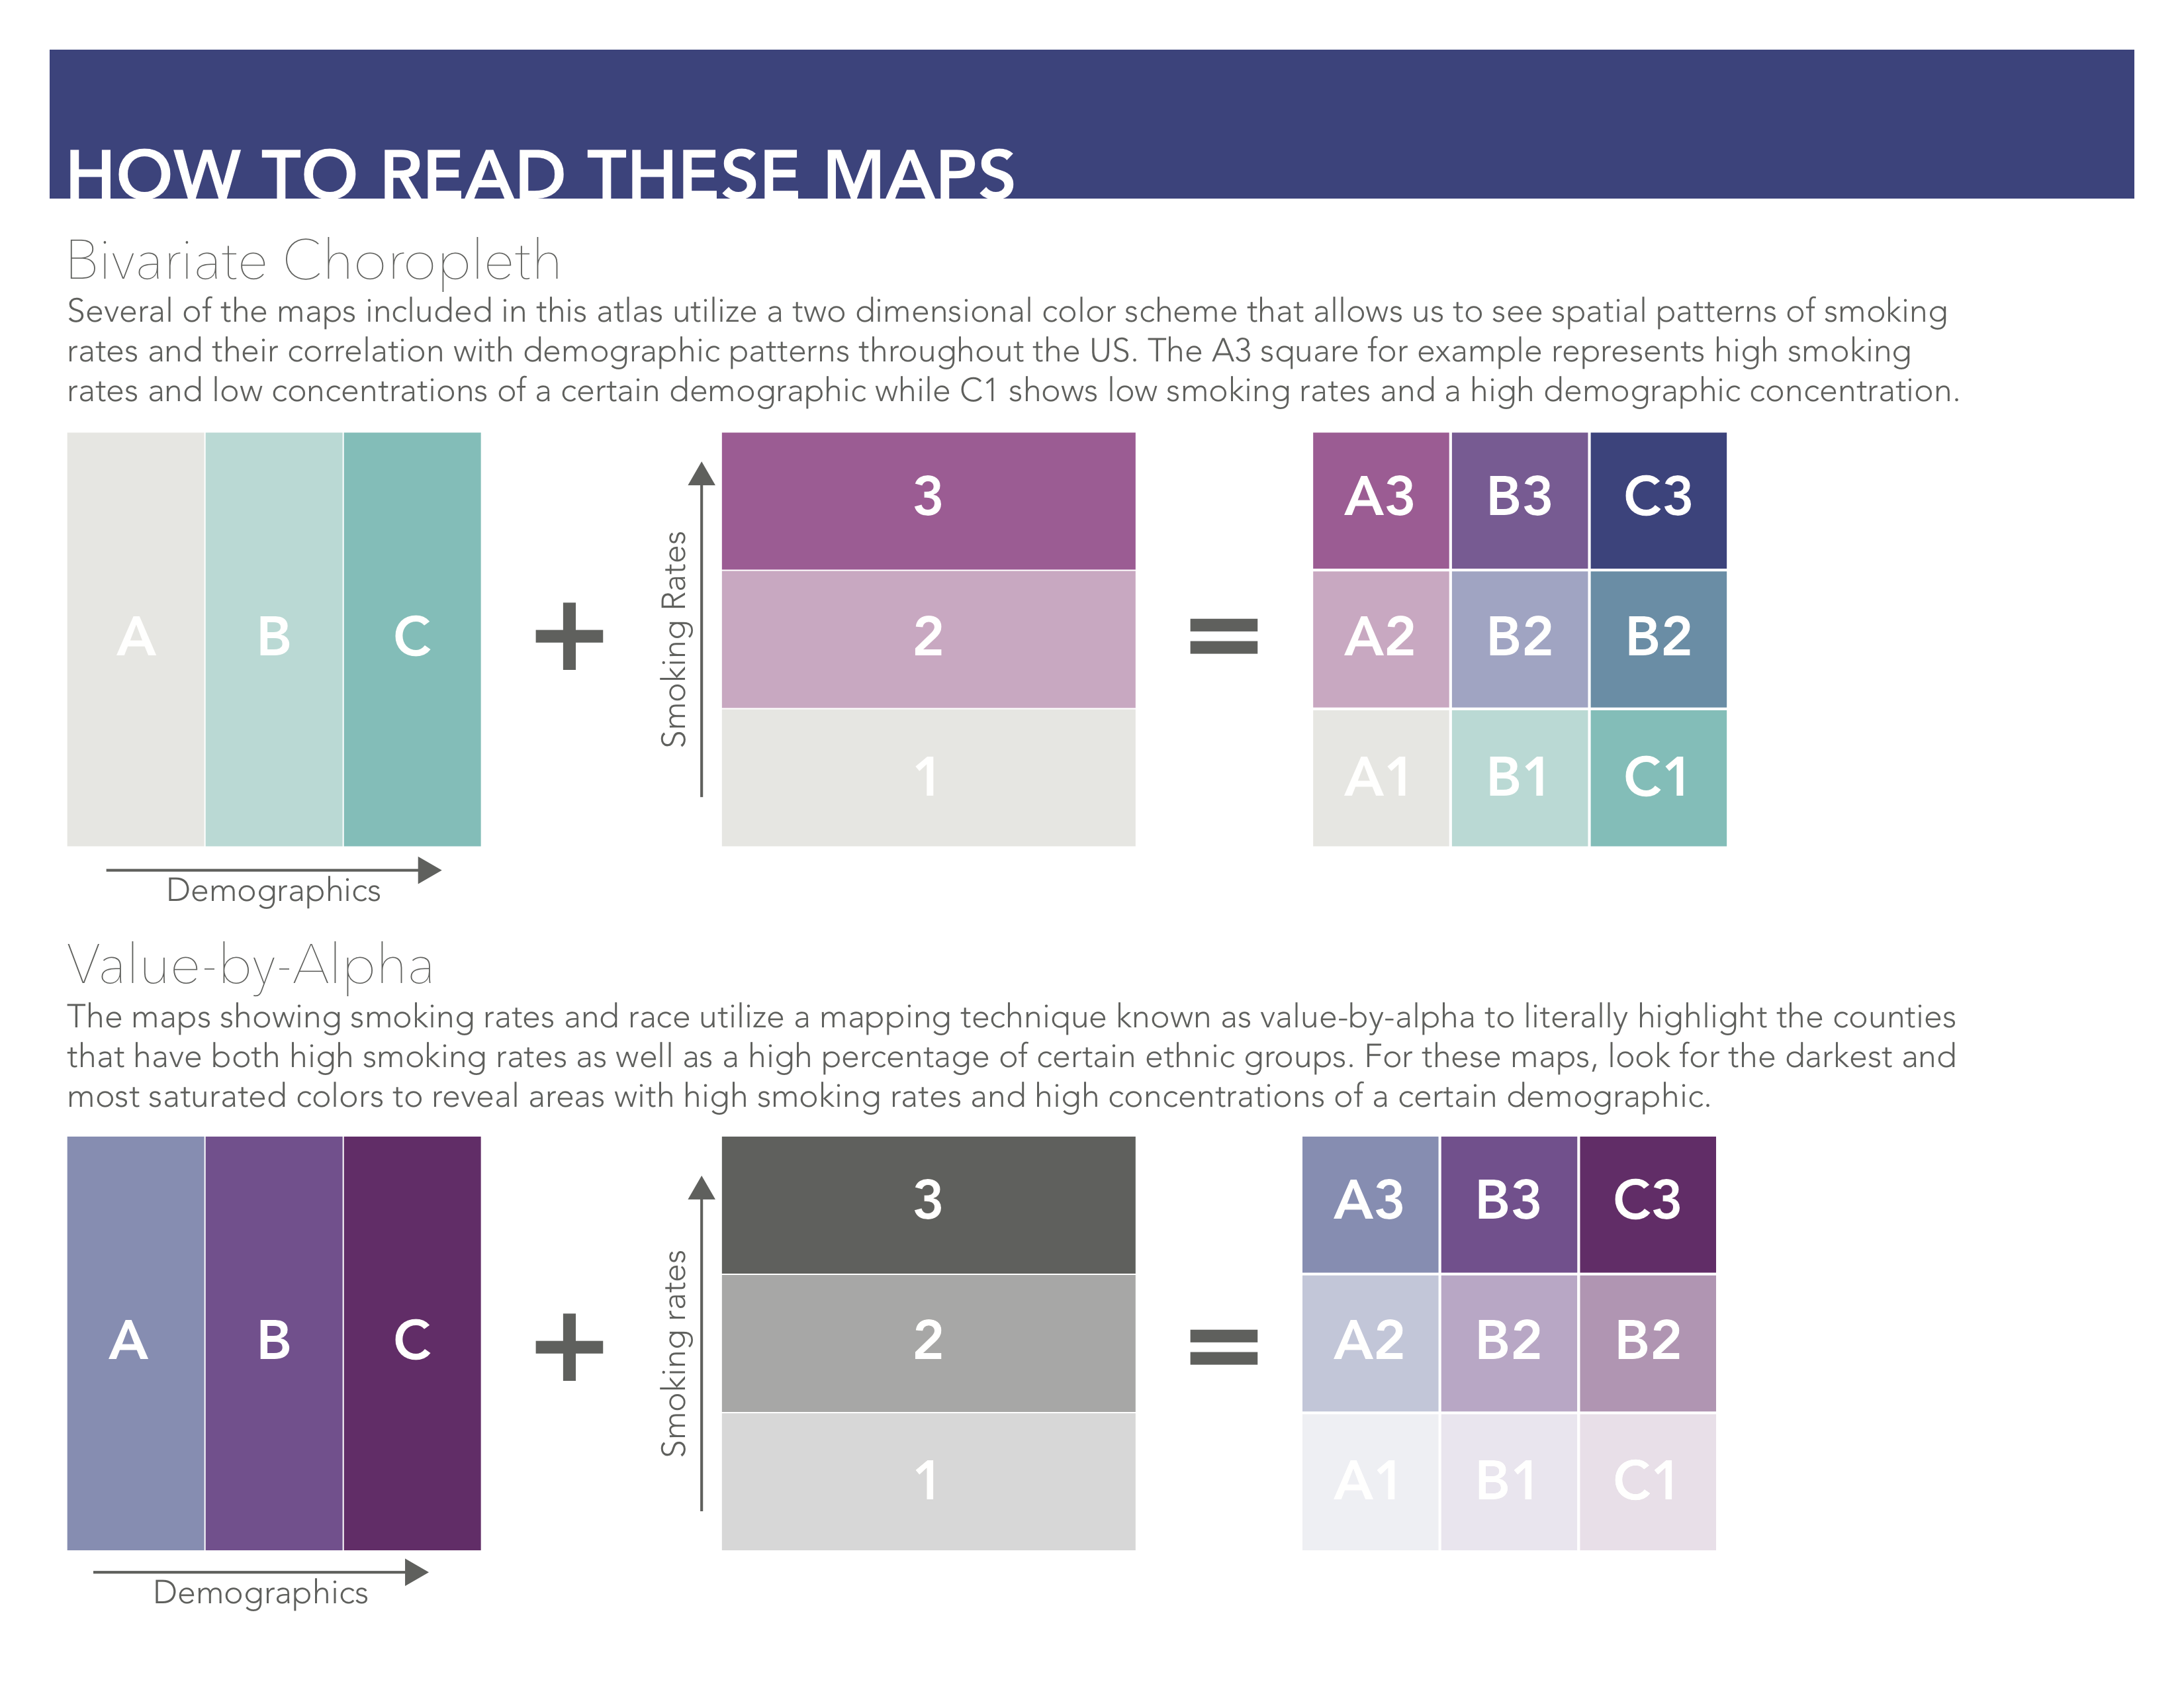 HOW TO READ THESE MAPS
Bivariate Choropleth
Several of the maps included in this atlas utilize a two dimensional color scheme that allows us to see spatial patterns of smoking
rates and their correlation with demographic patterns throughout the US. The A3 square for example represents high smoking
rates and low concentrations of a certain demographic while C1 shows low smoking rates and a high demographic concentration.
A B C
Demographics
+
Smoking Rates
3
2
1
=
A3 B3 C3
A2 B2 B2
A1 B1 C1
Value-by-Alpha
The maps showing smoking rates and race utilize a mapping technique known as value-by-alpha to literally highlight the counties
that have both high smoking rates as well as a high percentage of certain ethnic groups. For these maps, look for the darkest and
most saturated colors to reveal areas with high smoking rates and high concentrations of a certain demographic.
A B C
Demographics
+
Smoking rates
3
2
1
=
A3 B3 C3
A2 B2 B2
A1 B1 C1